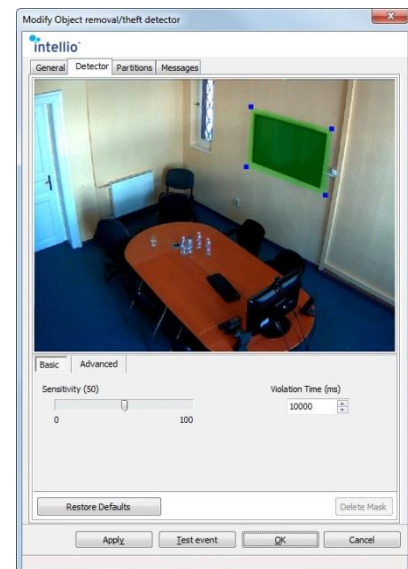 Modify Object removal/theft detector
intellio
General Detector Partitions Messages
Basic Advanced
Sensitivity (50)
Violation Time (ms)
10000
0 100
Restore Defaults
Delete Mask
Apply Test event OK Cancel